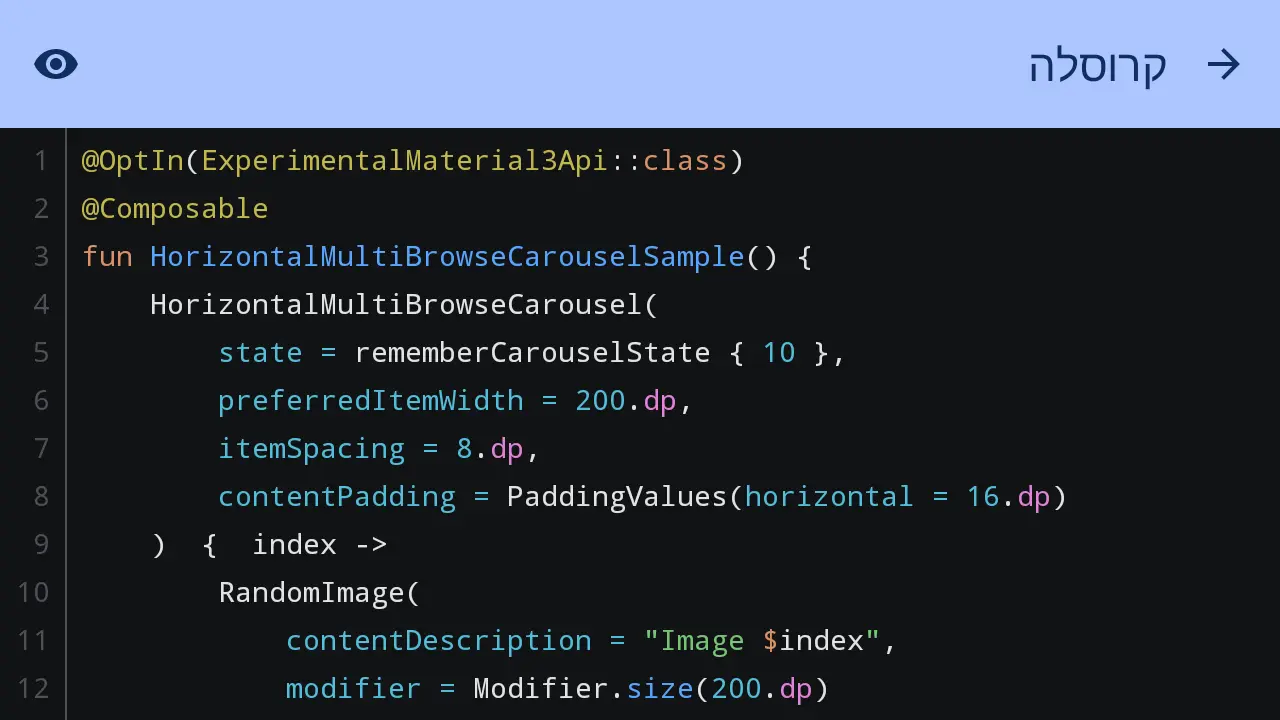 קרוסלה
1 @OptIn(ExperimentalMaterial3Api::class)
2 @Composable
3 fun HorizontalMultiBrowseCarouselSample() {
4     HorizontalMultiBrowseCarousel(
5         state = rememberCarouselState { 10 },
6         preferredItemWidth = 200.dp,
7         itemSpacing = 8.dp,
8         contentPadding = PaddingValues(horizontal = 16.dp)
9     )  {  index ->
10         RandomImage(
11             contentDescription = "Image $index",
12             modifier = Modifier.size(200.dp)